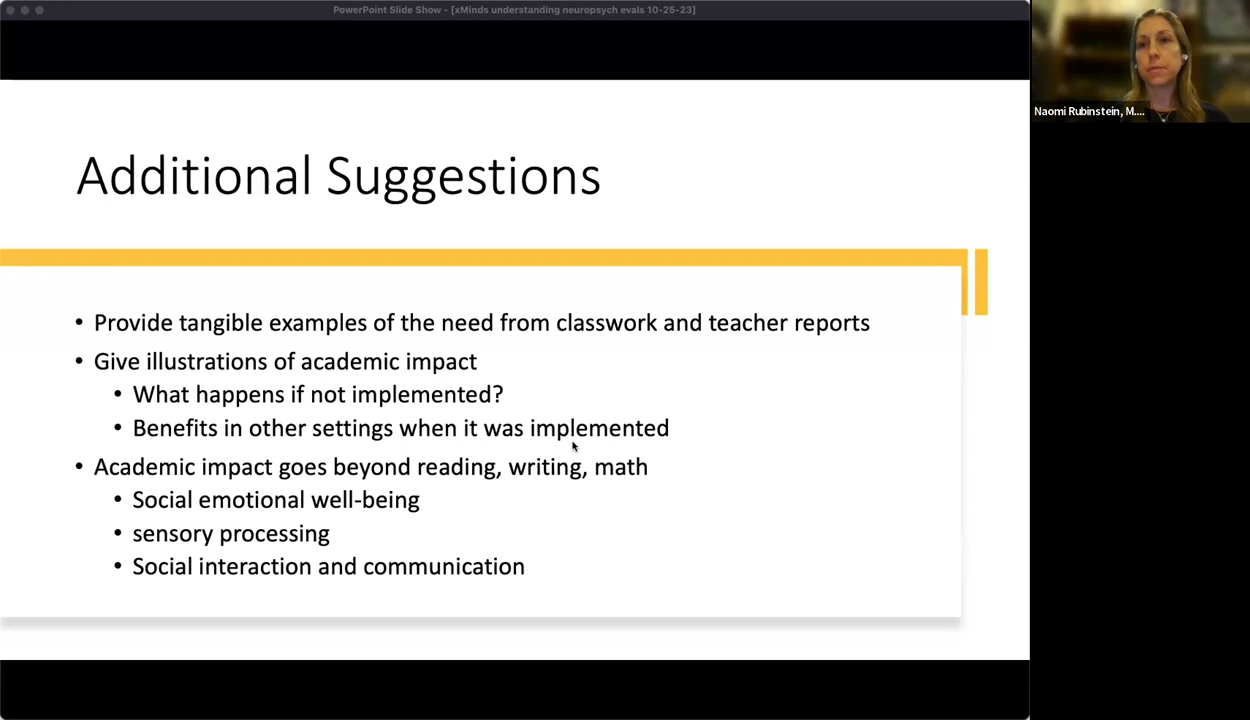 PowerPoint Slide Show - [xMinds understanding neuropsych evals 10-25-23]
Naomi Rubinstein, M....
Additional Suggestions
• Provide tangible examples of the need from classwork and teacher reports
• Give illustrations of academic impact
• What happens if not implemented?
• Benefits in other settings when it was implemented
• Academic impact goes beyond reading, writing, math
• Social emotional well-being
• sensory processing
• Social interaction and communication